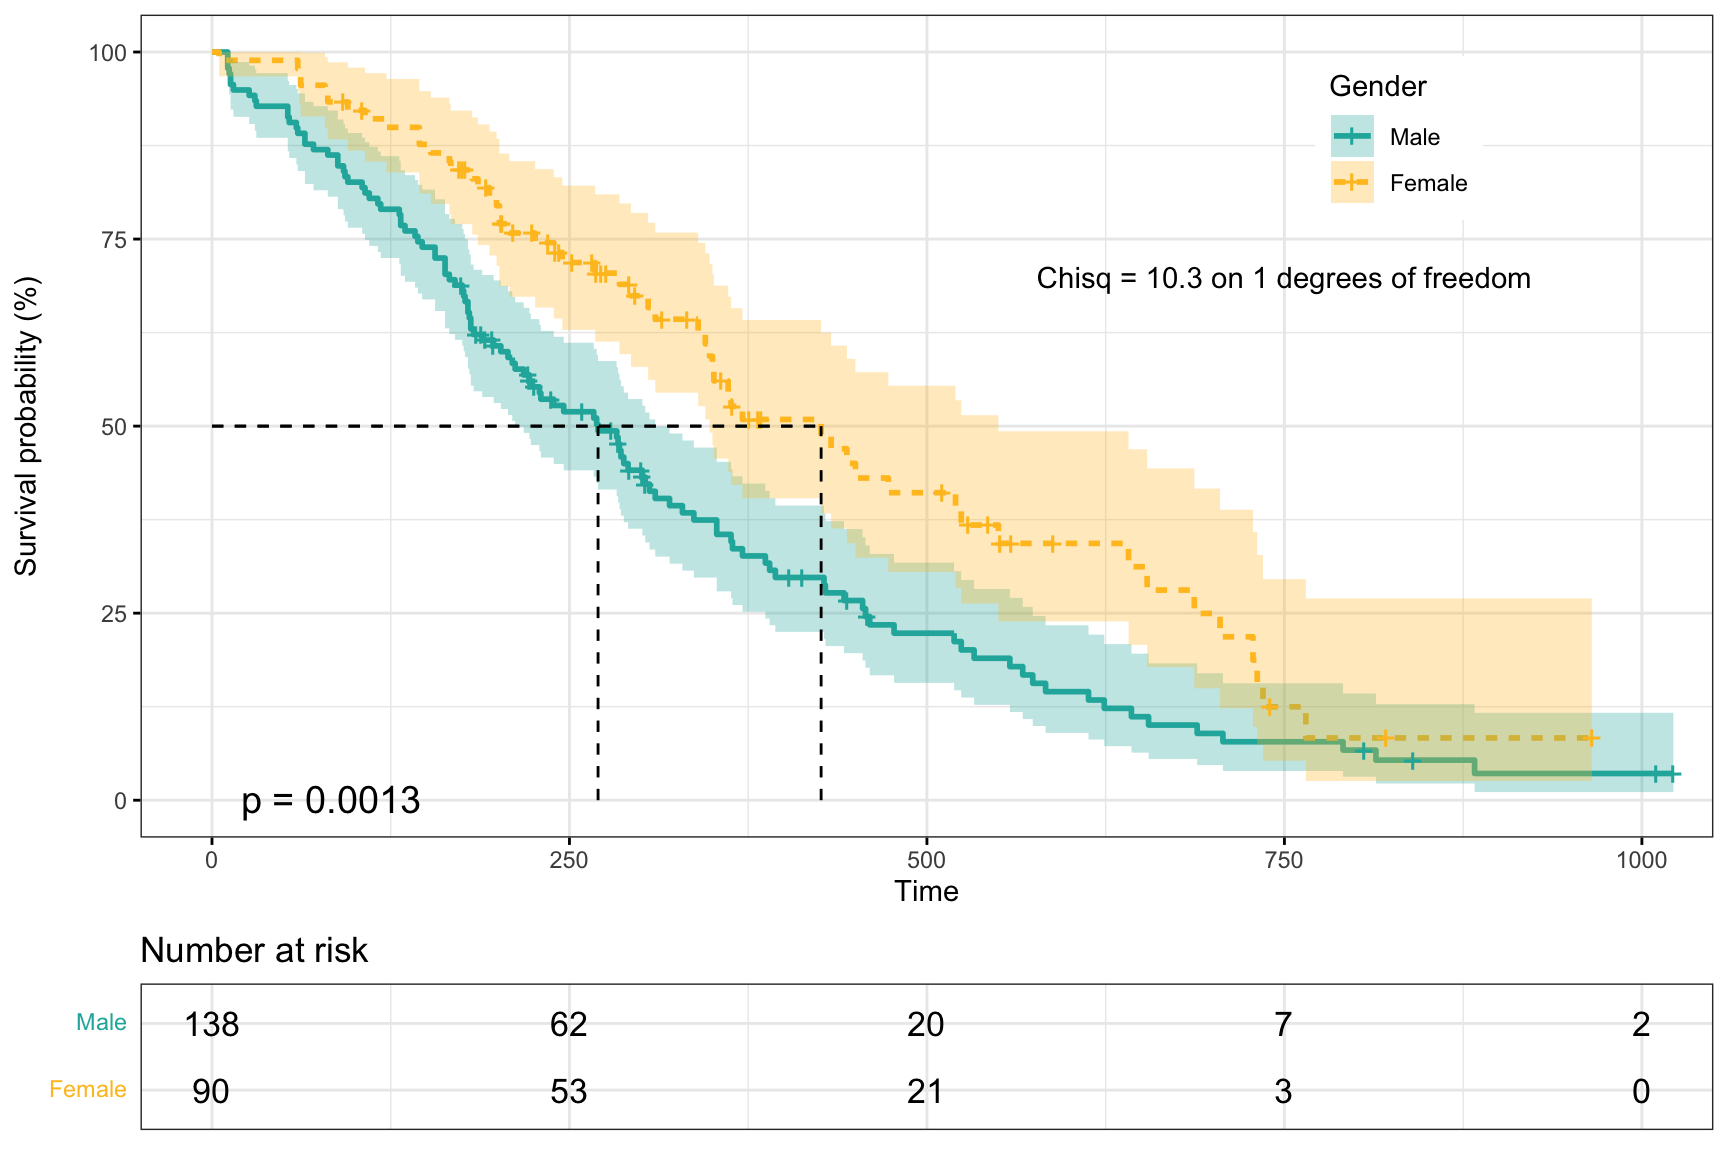 Survival probability (%)
100
75
50
25
0
Gender
Male
Female
Chisq = 10.3 on 1 degrees of freedom
p = 0.0013
0 250 500 750 1000
Time
Number at risk
Male 138 62 20 7 2
Female 90 53 21 3 0